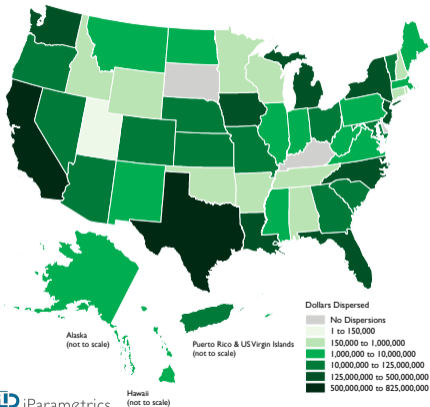 Dollars Dispersed
No Dispersions
1 to 150,000
150,000 to 1,000,000
1,000,000 to 10,000,000
10,000,000 to 125,000,000
125,000,000 to 500,000,000
500,000,000 to 825,000,000
Alaska
(not to scale)
Puerto Rico & US Virgin Islands
(not to scale)
Hawaii
(not to scale)
iParametrics